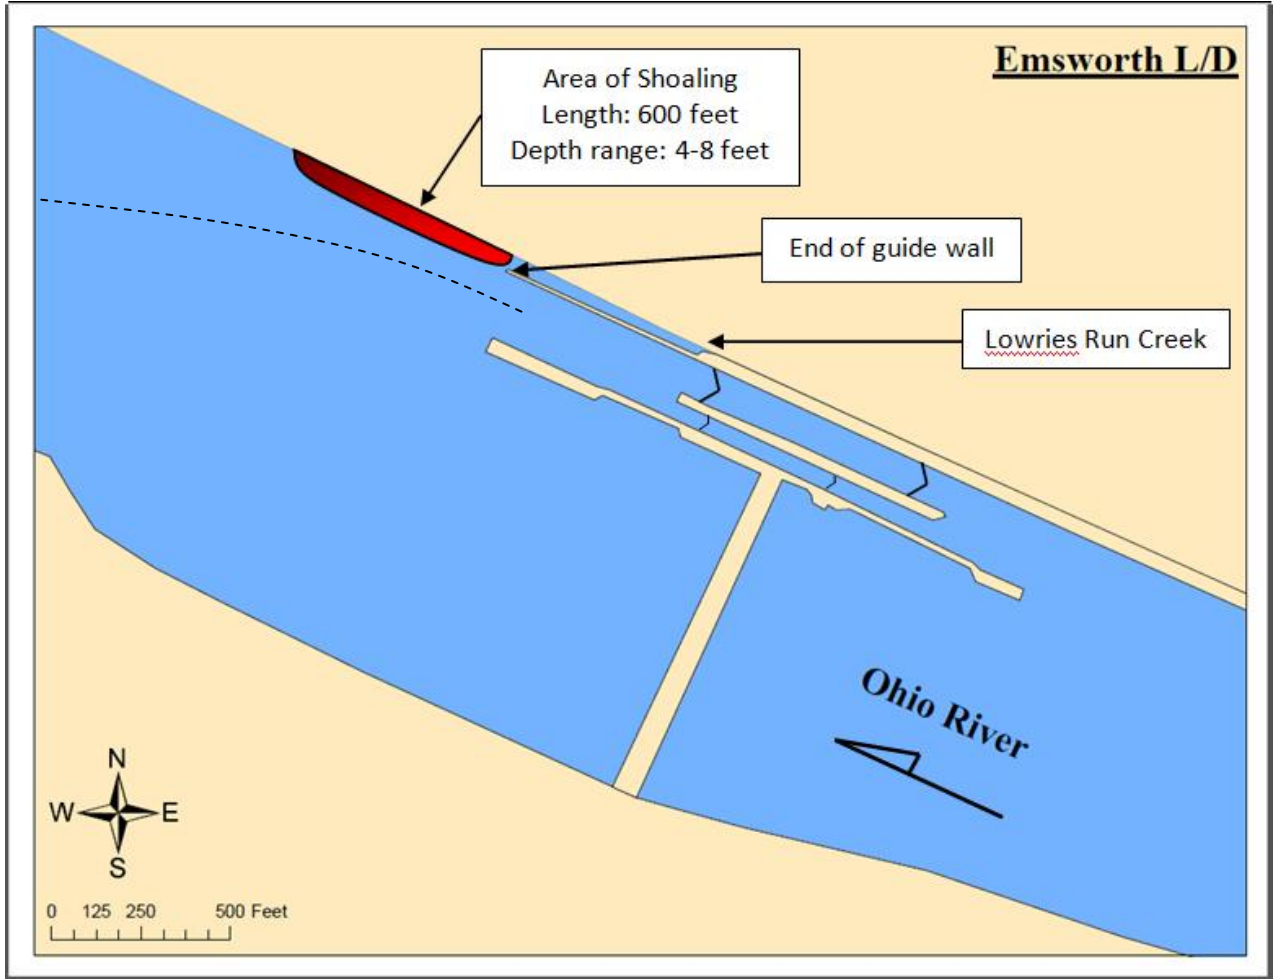 Emsworth L/D
Area of Shoaling
Length: 600 feet
Depth range: 4-8 feet
End of guide wall
Lowries Run Creek
Ohio River
N
W E
S
0 125 250 500 Feet